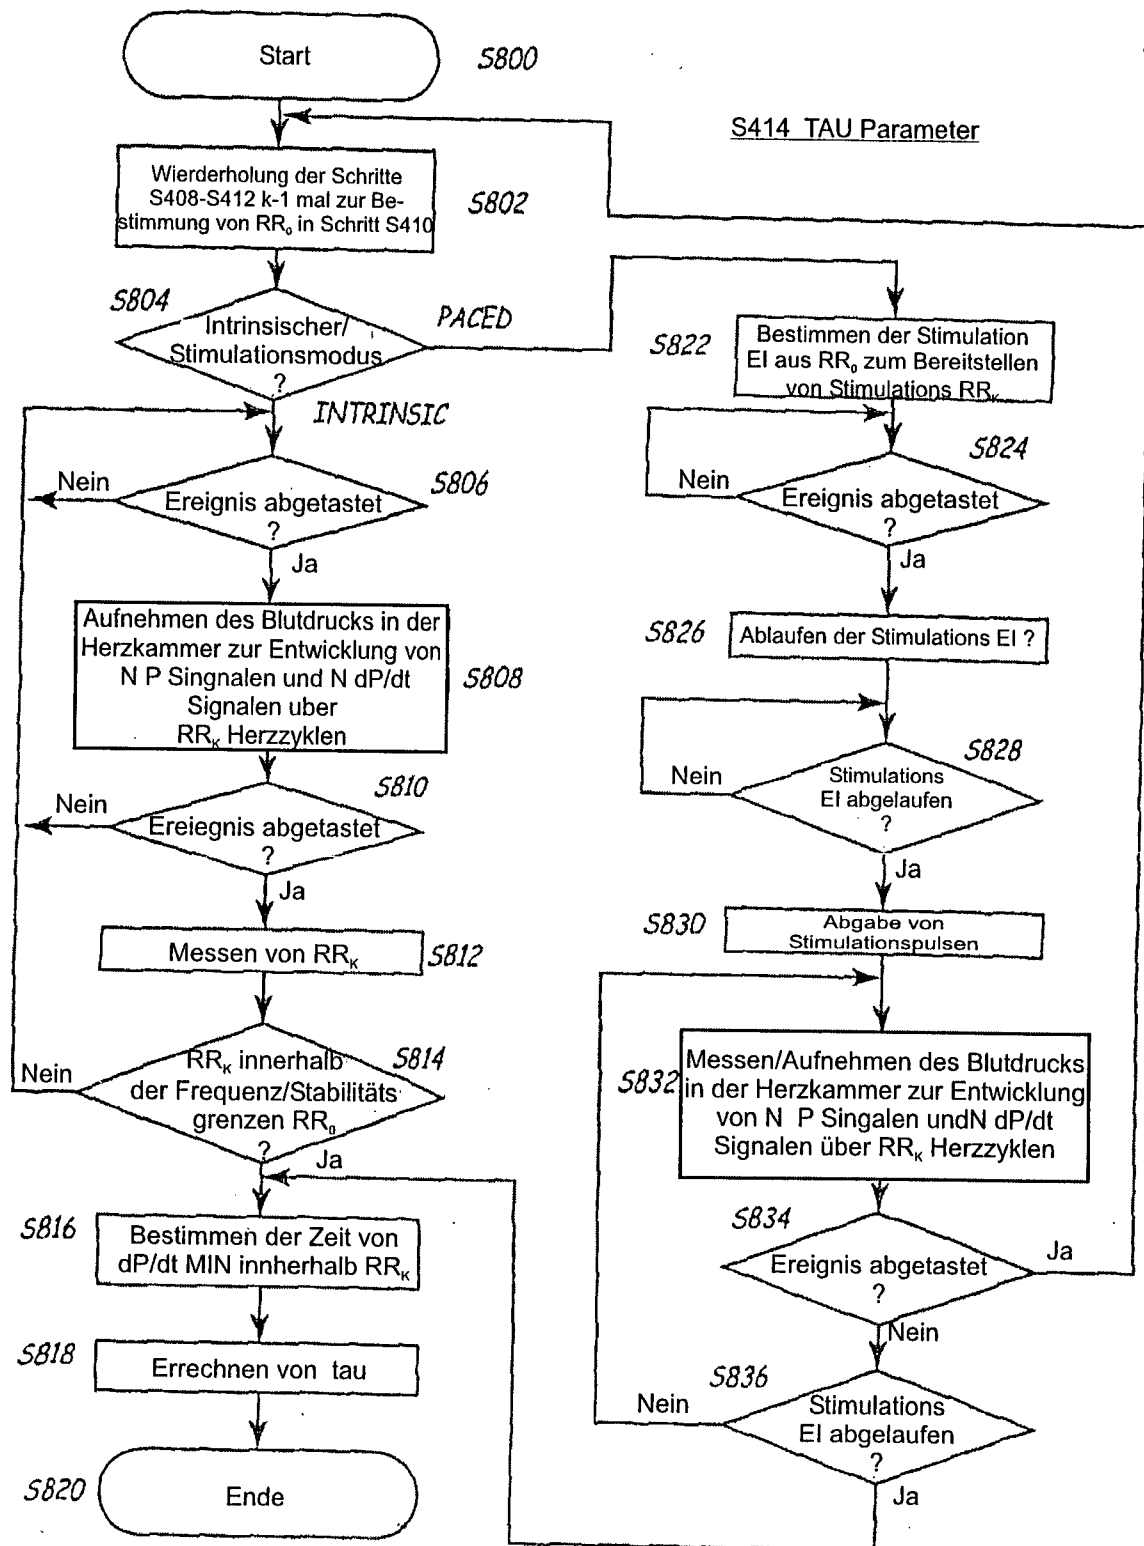 Start
S800
S414 TAU Parameter
Wierderholung der Schritte
S408-S412 k-1 mal zur Be-
stimmung von RR₀ in Schritt S410
S802
S804
Intrinsischer/
Stimulationsmodus
?
PACED
INTRINSIC
Nein
Ereignis abgetastet
?
S806
Ja
Aufnehmen des Blutdrucks in der
Herzkammer zur Entwicklung von
N P Singnalen und N dP/dt
Signalen uber
RRₖ Herzzyklen
S808
S810
Nein
Ereiegnis abgetastet
?
Ja
Messen von RRₖ
S812
S814
Nein
RRₖ innerhalb
der Frequenz/Stabilitäts
grenzen RR₀
?
Ja
S816
Bestimmen der Zeit von
dP/dt MIN innherhalb RRₖ
S818
Errechnen von tau
S820
Ende
S822
Bestimmen der Stimulation
EI aus RR₀ zum Bereitstellen
von Stimulations RRₖ
S824
Nein
Ereignis abgetastet
?
Ja
S826
Ablaufen der Stimulations EI ?
S828
Nein
Stimulations
EI abgelaufen
?
Ja
S830
Abgabe von
Stimulationspulsen
S832
Messen/Aufnehmen des Blutdrucks
in der Herzkammer zur Entwicklung
von N P Singalen undN dP/dt
Signalen über RRₖ Herzzyklen
S834
Ereignis abgetastet
?
Ja
Nein
S836
Nein
Stimulations
EI abgelaufen
?
Ja